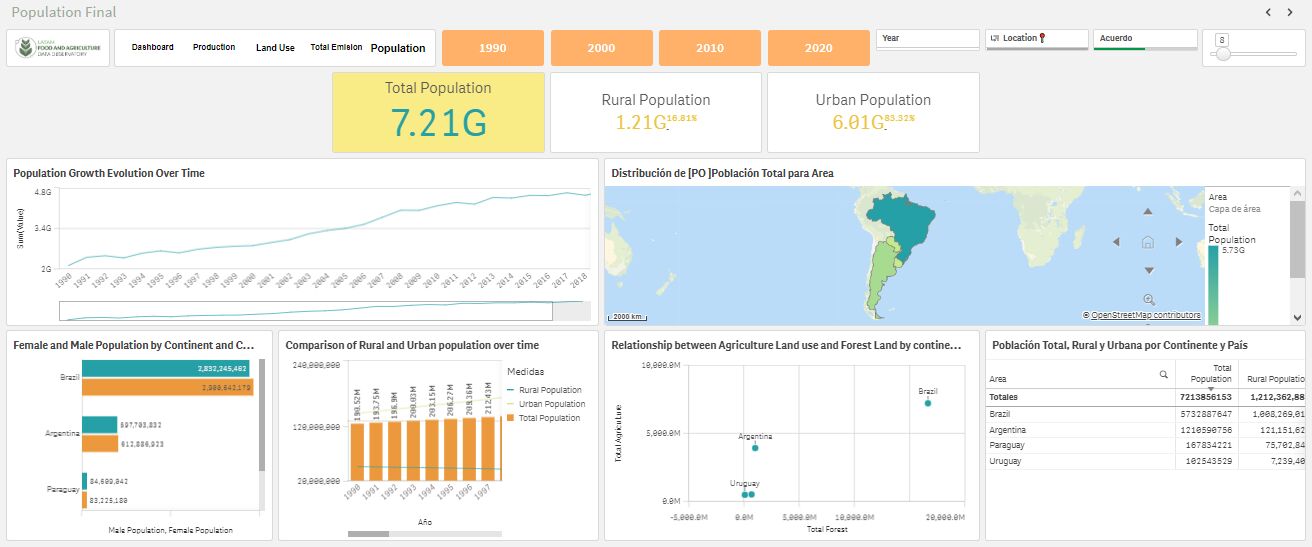 Population Final
LATAM
FOOD AND AGRICULTURE
DATA OBSERVATORY
Dashboard
Production
Land Use
Total Emision
Population
1990
2000
2010
2020
Year
Location
Acuerdo
8
Total Population
7.21G
Rural Population
1.21G 16.81%
Urban Population
6.01G 83.32%
Population Growth Evolution Over Time
Sum(Value)
4.8G
3.4G
2G
1990 1991 1992 1993 1994 1995 1996 1997 1998 1999 2000 2001 2002 2003 2004 2005 2006 2007 2008 2009 2010 2011 2012 2013 2014 2015 2016 2017 2018
Distribución de [PO ]Población Total para Area
2000 km
© OpenStreetMap contributors
Area
Capa de área
Total
Population
5.73G
Female and Male Population by Continent and C...
Brazil
2,832,245,402
2,900,642,179
Argentina
597,703,832
612,886,923
Paraguay
84,609,042
83,225,180
Male Population, Female Population
Comparison of Rural and Urban population over time
240,000,000
120,000,000
20,000,000
190.52M 193.75M 196.9M 200.03M 203.15M 206.27M 209.36M 212.43M
1990 1991 1992 1993 1994 1995 1996 1997
Año
Medidas
Rural Population
Urban Population
Total Population
Relationship between Agriculture Land use and Forest Land by contine...
Total Agriculture
10,000.0M
5,000.0M
0.0M
Brazil
Argentina
Uruguay
-5,000.0M 0.0M 5,000.0M 10,000.0M 20,000.0M
Total Forest
Población Total, Rural y Urbana por Continente y País
Area
Total
Population
Rural Populatio
Totales 7213856153 1,212,362,88
Brazil 5732887647 1,008,269,01
Argentina 1210590756 121,151,62
Paraguay 167834221 75,702,84
Uruguay 102543529 7,239,40